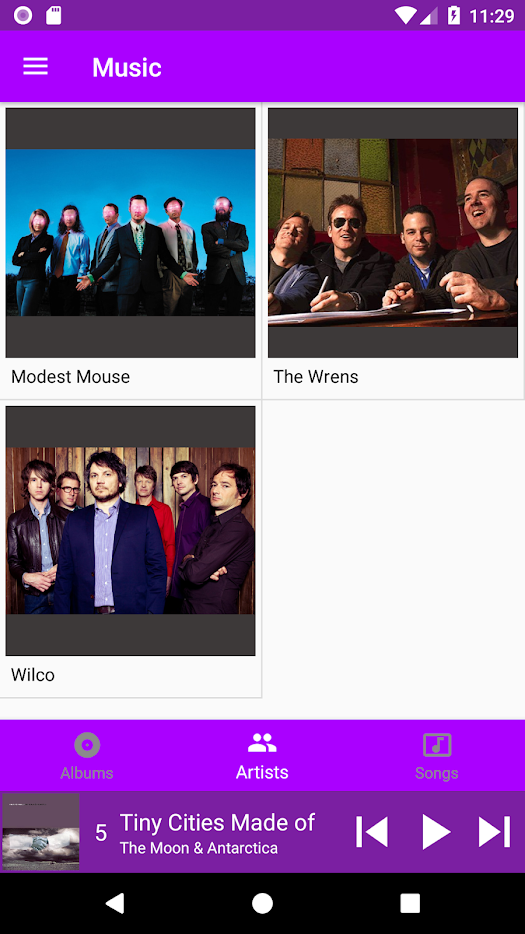 11:29
Music
Modest Mouse
The Wrens
Wilco
Albums
Artists
Songs
5
Tiny Cities Made of
The Moon & Antarctica